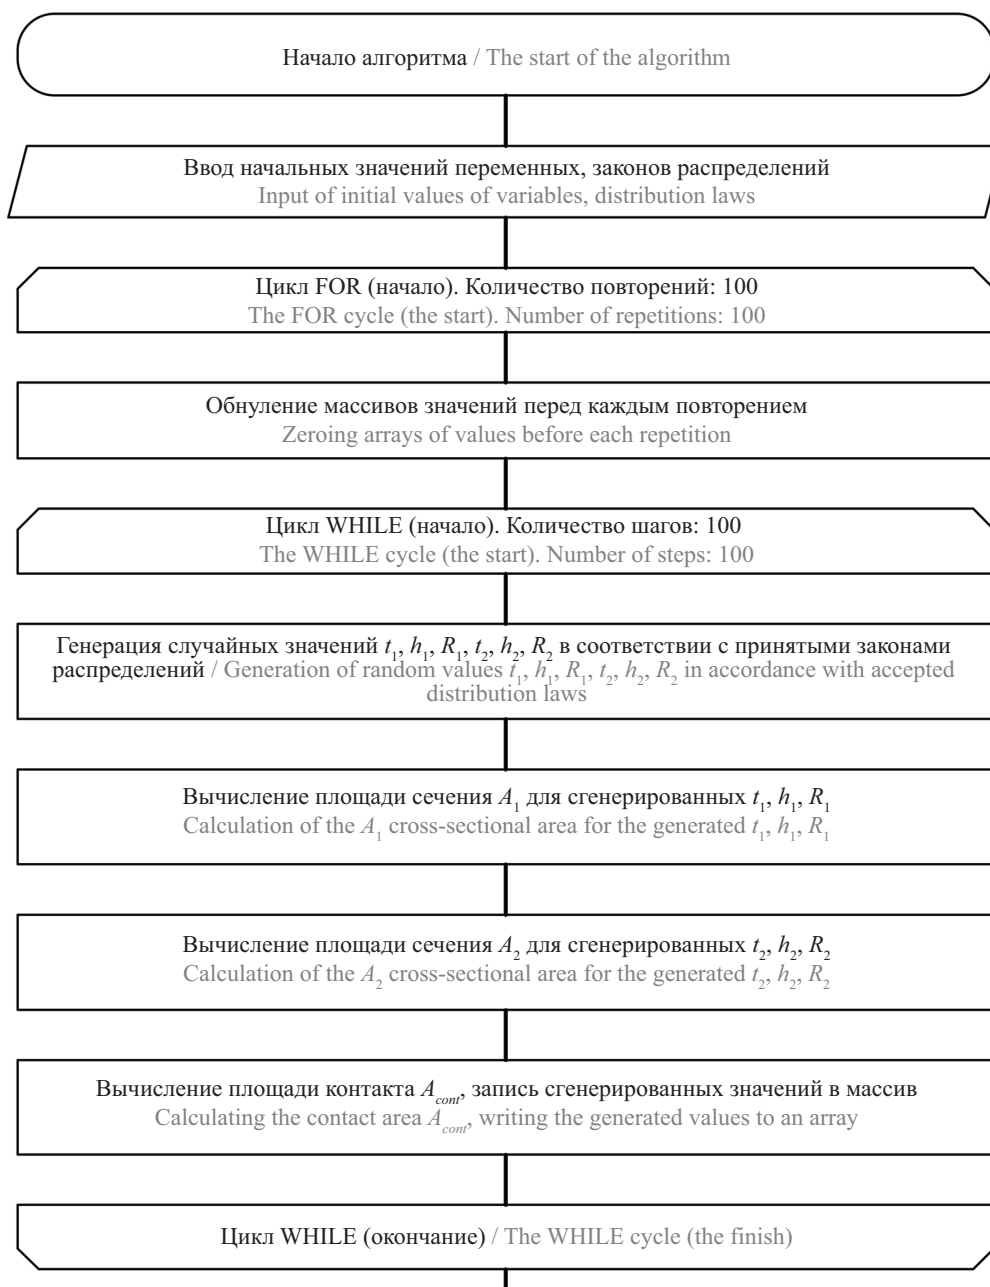 Начало алгоритма / The start of the algorithm
Ввод начальных значений переменных, законов распределений
Input of initial values of variables, distribution laws
Цикл FOR (начало). Количество повторений: 100
The FOR cycle (the start). Number of repetitions: 100
Обнуление массивов значений перед каждым повторением
Zeroing arrays of values before each repetition
Цикл WHILE (начало). Количество шагов: 100
The WHILE cycle (the start). Number of steps: 100
Генерация случайных значений t₁, h₁, R₁, t₂, h₂, R₂ в соответствии с принятыми законами
распределений / Generation of random values t₁, h₁, R₁, t₂, h₂, R₂ in accordance with accepted
distribution laws
Вычисление площади сечения A₁ для сгенерированных t₁, h₁, R₁
Calculation of the A₁ cross-sectional area for the generated t₁, h₁, R₁
Вычисление площади сечения A₂ для сгенерированных t₂, h₂, R₂
Calculation of the A₂ cross-sectional area for the generated t₂, h₂, R₂
Вычисление площади контакта A_cont, запись сгенерированных значений в массив
Calculating the contact area A_cont, writing the generated values to an array
Цикл WHILE (окончание) / The WHILE cycle (the finish)